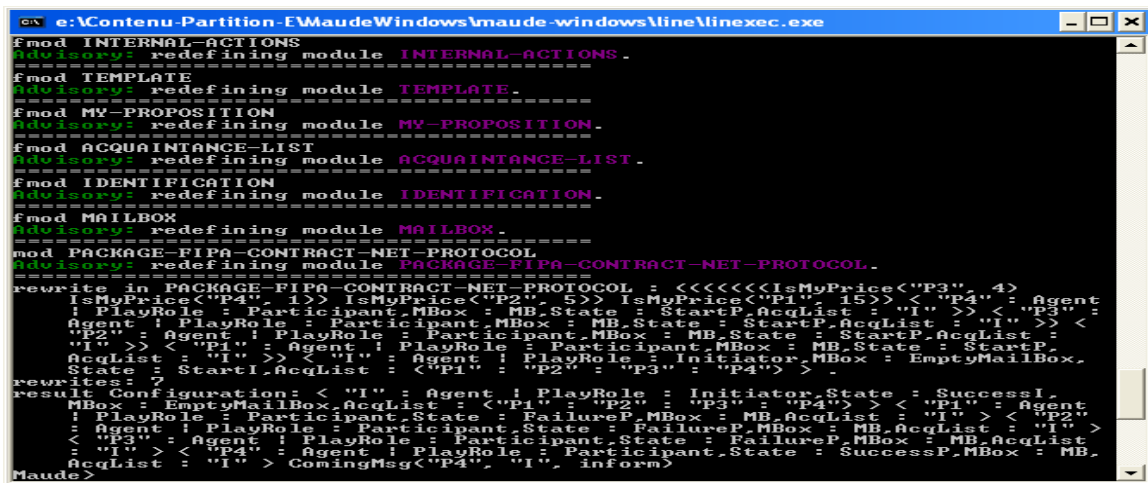 e:\Contenu-Partition-E\MaudeWindows\maude-windows\line\linexec.exe
fmod INTERNAL-ACTIONS
Advisory: redefining module INTERNAL-ACTIONS.
==========================================
fmod TEMPLATE
Advisory: redefining module TEMPLATE.
==========================================
fmod MY-PROPOSITION
Advisory: redefining module MY-PROPOSITION.
==========================================
fmod ACQUAINTANCE-LIST
Advisory: redefining module ACQUAINTANCE-LIST.
==========================================
fmod IDENTIFICATION
Advisory: redefining module IDENTIFICATION.
==========================================
fmod MAILBOX
Advisory: redefining module MAILBOX.
==========================================
mod PACKAGE-FIPA-CONTRACT-NET-PROTOCOL
Advisory: redefining module PACKAGE-FIPA-CONTRACT-NET-PROTOCOL.
==========================================
rewrite in PACKAGE-FIPA-CONTRACT-NET-PROTOCOL : (((((((IsMyPrice("P3", 4)
IsMyPrice("P4", 1)) IsMyPrice("P2", 5)) IsMyPrice("P1", 15)) < "P4" : Agent
| PlayRole : Participant,MBox : MB,State : StartP,AcqList : "I" >) < "P3" :
Agent | PlayRole : Participant,MBox : MB,State : StartP,AcqList : "I" >) <
"P2" : Agent | PlayRole : Participant,MBox : MB,State : StartP,AcqList :
"I" >) < "P1" : Agent | PlayRole : Participant,MBox : MB,State : StartP,
AcqList : "I" >) < "I" : Agent | PlayRole : Initiator,MBox : EmptyMailBox,
State : StartI,AcqList : ("P1" : "P2" : "P3" : "P4") > .
rewrites: 7
result Configuration: < "I" : Agent | PlayRole : Initiator,State : SuccessI,
MBox : EmptyMailBox,AcqList : ("P1" : "P2" : "P3" : "P4") > < "P1" : Agent
| PlayRole : Participant,State : FailureP,MBox : MB,AcqList : "I" > < "P2"
: Agent | PlayRole : Participant,State : FailureP,MBox : MB,AcqList : "I" >
< "P3" : Agent | PlayRole : Participant,State : FailureP,MBox : MB,AcqList
: "I" > < "P4" : Agent | PlayRole : Participant,State : SuccessP,MBox : MB,
AcqList : "I" > ComingMsg("P4", "I", inform)
Maude>